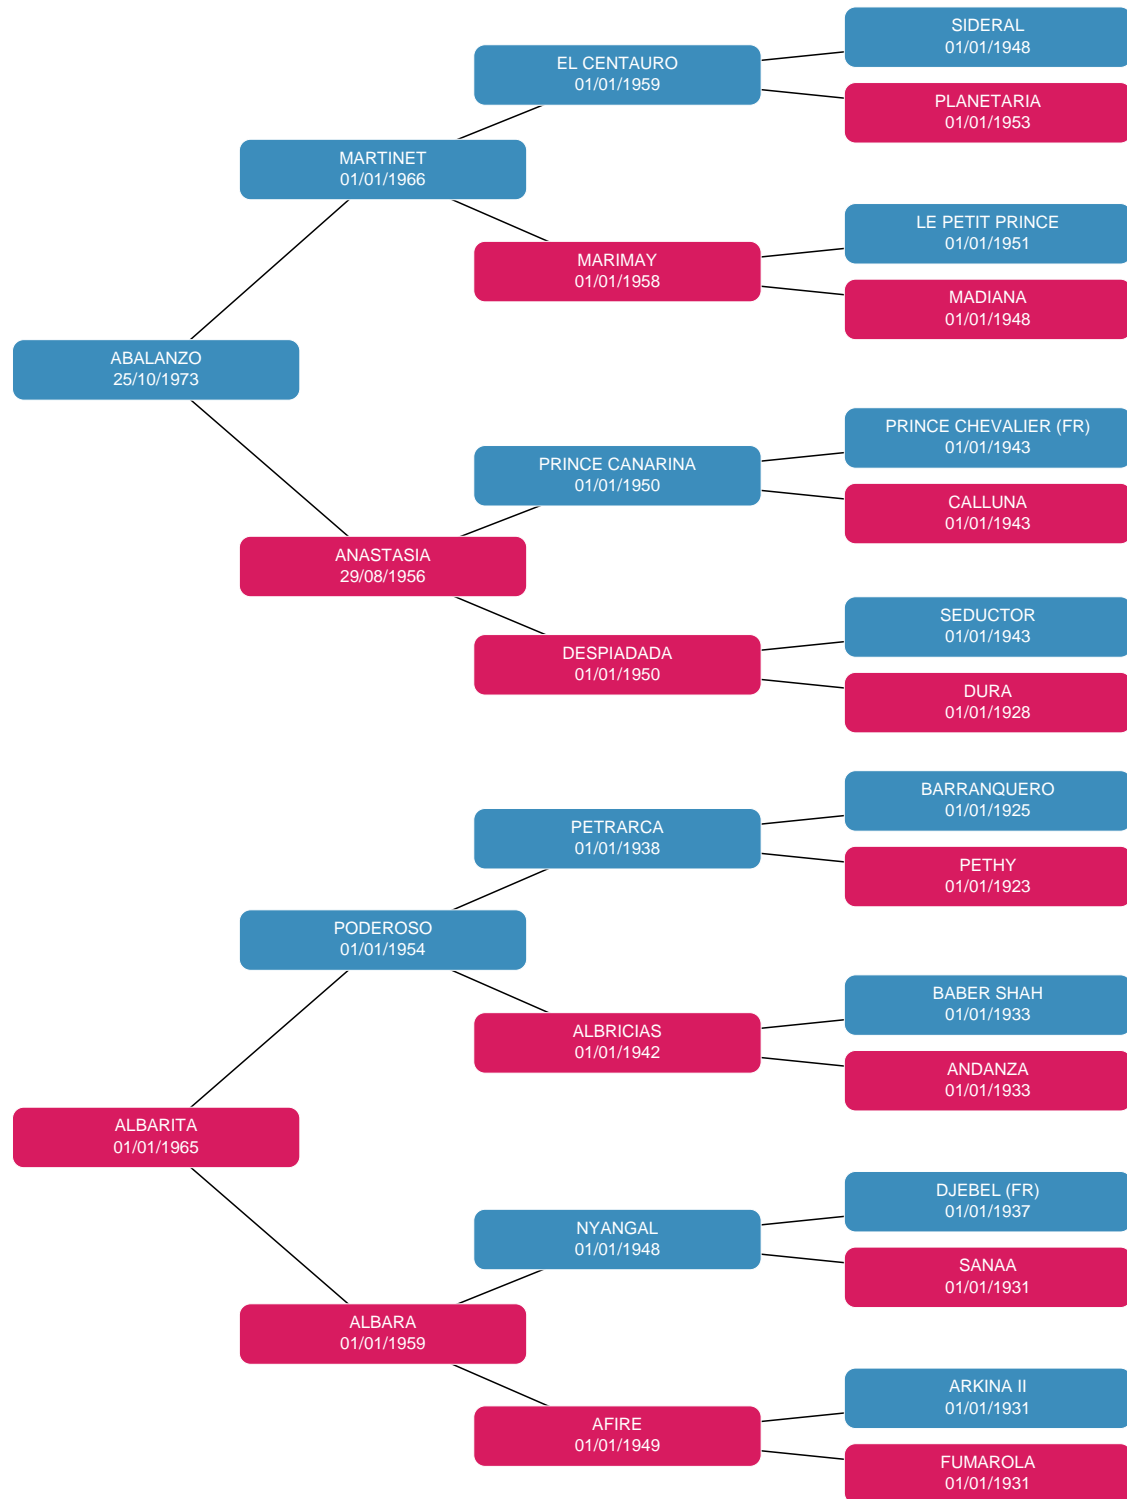 SIDERAL
01/01/1948
EL CENTAURO
01/01/1959
PLANETARIA
01/01/1953
MARTINET
01/01/1966
LE PETIT PRINCE
01/01/1951
MARIMAY
01/01/1958
MADIANA
01/01/1948
ABALANZO
25/10/1973
PRINCE CHEVALIER (FR)
01/01/1943
PRINCE CANARINA
01/01/1950
CALLUNA
01/01/1943
ANASTASIA
29/08/1956
SEDUCTOR
01/01/1943
DESPIADADA
01/01/1950
DURA
01/01/1928
BARRANQUERO
01/01/1925
PETRARCA
01/01/1938
PETHY
01/01/1923
PODEROSO
01/01/1954
BABER SHAH
01/01/1933
ALBRICIAS
01/01/1942
ANDANZA
01/01/1933
ALBARITA
01/01/1965
DJEBEL (FR)
01/01/1937
NYANGAL
01/01/1948
SANAA
01/01/1931
ALBARA
01/01/1959
ARKINA II
01/01/1931
AFIRE
01/01/1949
FUMAROLA
01/01/1931